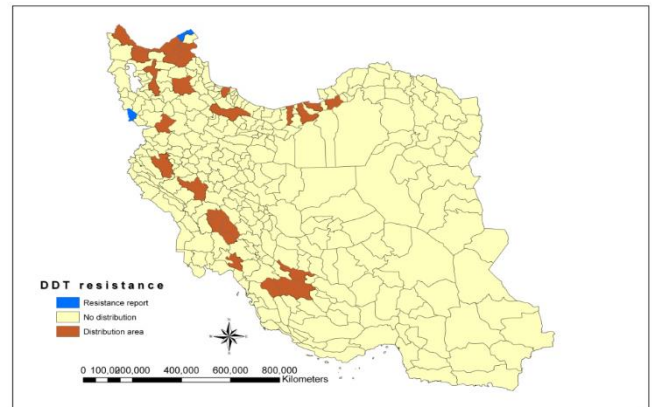 DDT resistance
Resistance report
No distribution
Distribution area
0 100,000200,000 400,000 600,000 800,000
Kilometers